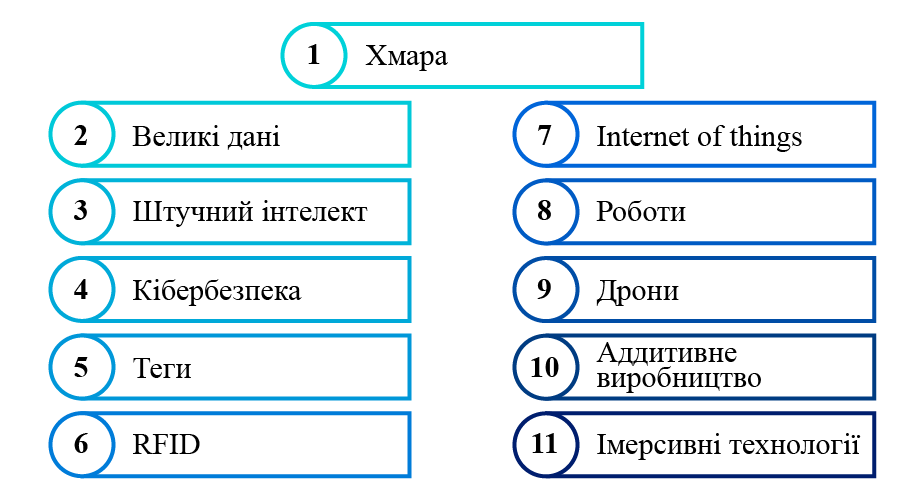 1 Хмара
2 Великі дані
3 Штучний інтелект
4 Кібербезпека
5 Теги
6 RFID
7 Internet of things
8 Роботи
9 Дрони
10 Аддитивне
виробництво
11 Імерсивні технології